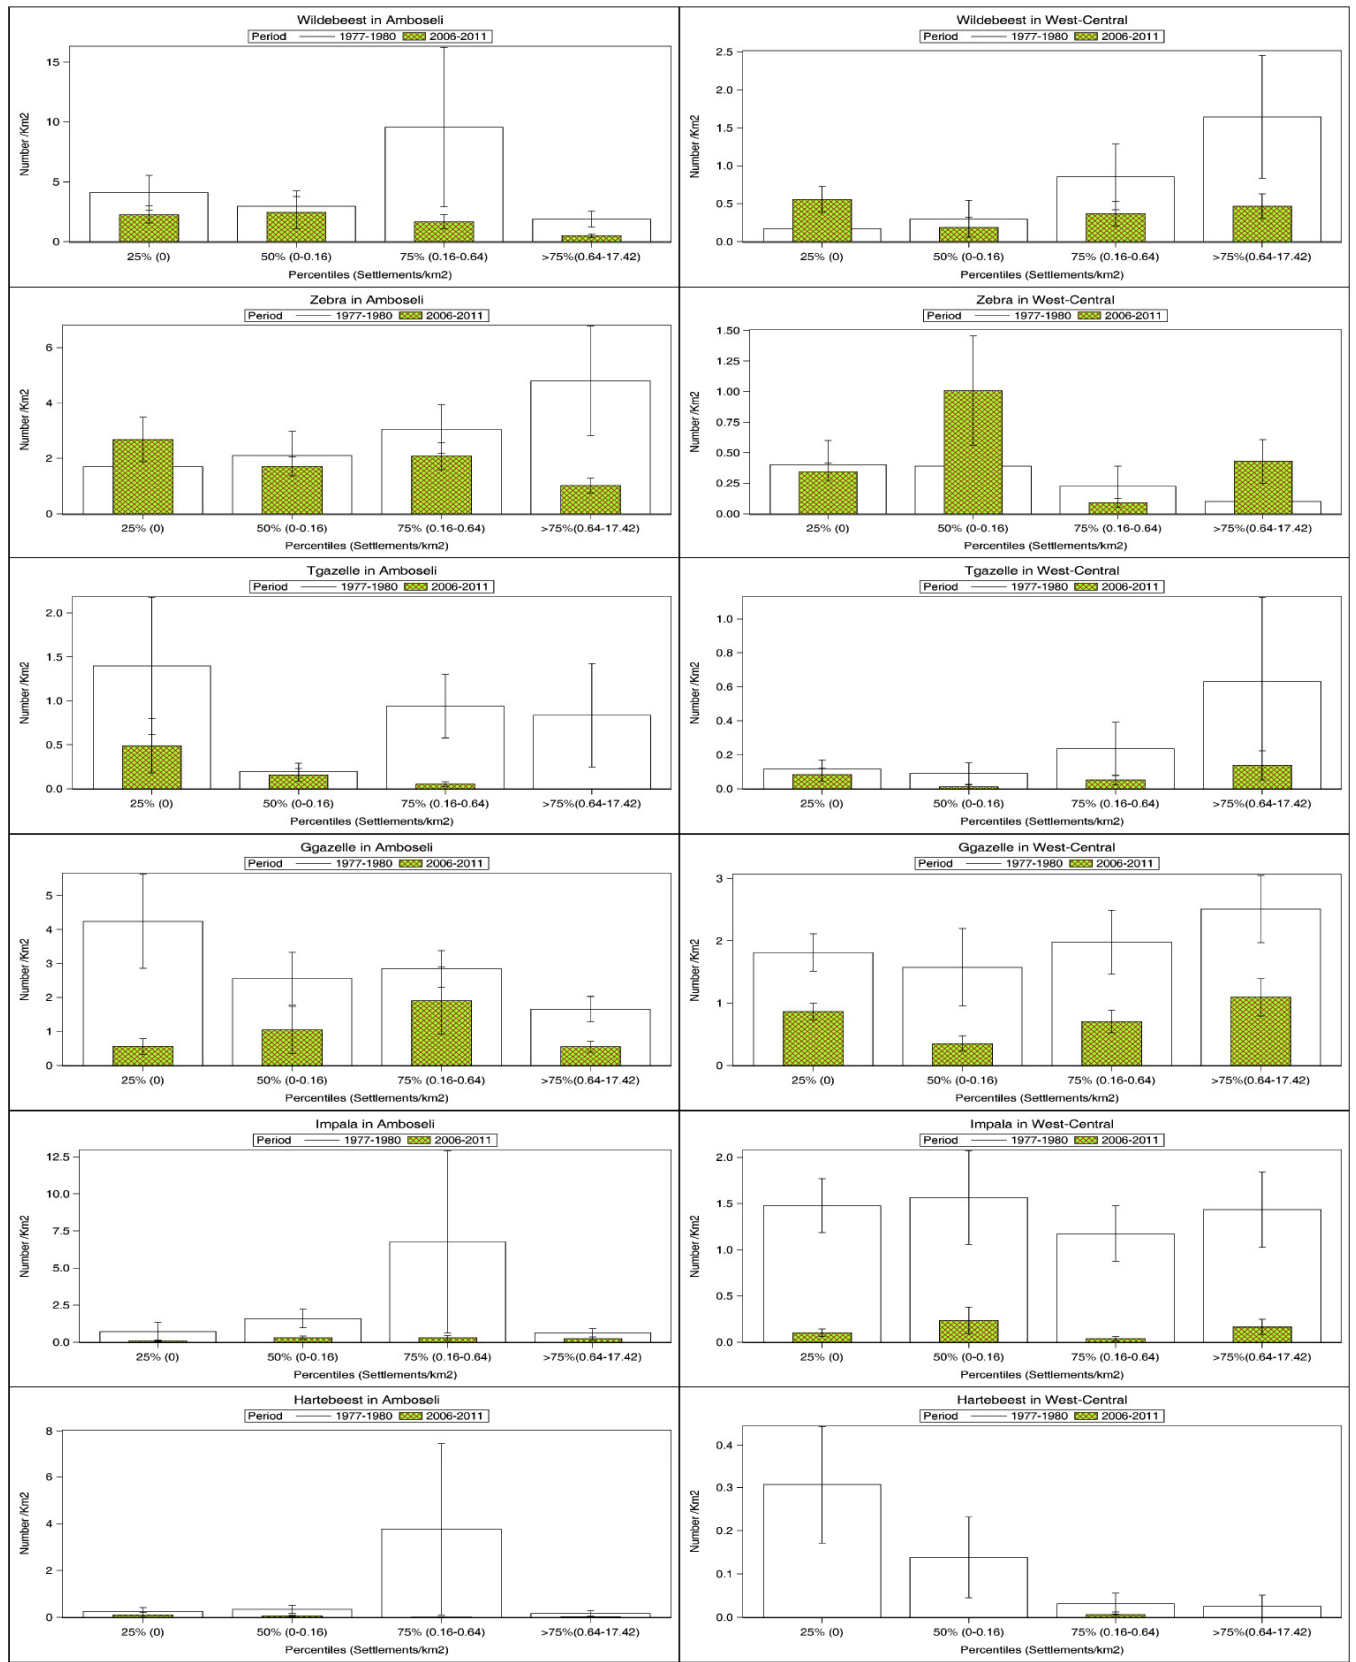 Wildebeest in Amboseli
Period 1977-1980 2006-2011
Number /Km2
15
10
5
0
25% (0) 50% (0-0.16) 75% (0.16-0.64) >75%(0.64-17.42)
Percentiles (Settlements/km2)
Wildebeest in West-Central
Period 1977-1980 2006-2011
Number /Km2
2.5
2.0
1.5
1.0
0.5
0.0
25% (0) 50% (0-0.16) 75% (0.16-0.64) >75%(0.64-17.42)
Percentiles (Settlements/km2)
Zebra in Amboseli
Period 1977-1980 2006-2011
Number /Km2
6
4
2
0
25% (0) 50% (0-0.16) 75% (0.16-0.64) >75%(0.64-17.42)
Percentiles (Settlements/km2)
Zebra in West-Central
Period 1977-1980 2006-2011
Number /Km2
1.50
1.25
1.00
0.75
0.50
0.25
0.00
25% (0) 50% (0-0.16) 75% (0.16-0.64) >75%(0.64-17.42)
Percentiles (Settlements/km2)
Tgazelle in Amboseli
Period 1977-1980 2006-2011
Number /Km2
2.0
1.5
1.0
0.5
0.0
25% (0) 50% (0-0.16) 75% (0.16-0.64) >75%(0.64-17.42)
Percentiles (Settlements/km2)
Tgazelle in West-Central
Period 1977-1980 2006-2011
Number /Km2
1.0
0.8
0.6
0.4
0.2
0.0
25% (0) 50% (0-0.16) 75% (0.16-0.64) >75%(0.64-17.42)
Percentiles (Settlements/km2)
Ggazelle in Amboseli
Period 1977-1980 2006-2011
Number /Km2
5
4
3
2
1
0
25% (0) 50% (0-0.16) 75% (0.16-0.64) >75%(0.64-17.42)
Percentiles (Settlements/km2)
Ggazelle in West-Central
Period 1977-1980 2006-2011
Number /Km2
3
2
1
0
25% (0) 50% (0-0.16) 75% (0.16-0.64) >75%(0.64-17.42)
Percentiles (Settlements/km2)
Impala in Amboseli
Period 1977-1980 2006-2011
Number /Km2
12.5
10.0
7.5
5.0
2.5
0.0
25% (0) 50% (0-0.16) 75% (0.16-0.64) >75%(0.64-17.42)
Percentiles (Settlements/km2)
Impala in West-Central
Period 1977-1980 2006-2011
Number /Km2
2.0
1.5
1.0
0.5
0.0
25% (0) 50% (0-0.16) 75% (0.16-0.64) >75%(0.64-17.42)
Percentiles (Settlements/km2)
Hartebeest in Amboseli
Period 1977-1980 2006-2011
Number /Km2
8
6
4
2
0
25% (0) 50% (0-0.16) 75% (0.16-0.64) >75%(0.64-17.42)
Percentiles (Settlements/km2)
Hartebeest in West-Central
Period 1977-1980 2006-2011
Number /Km2
0.4
0.3
0.2
0.1
0.0
25% (0) 50% (0-0.16) 75% (0.16-0.64) >75%(0.64-17.42)
Percentiles (Settlements/km2)